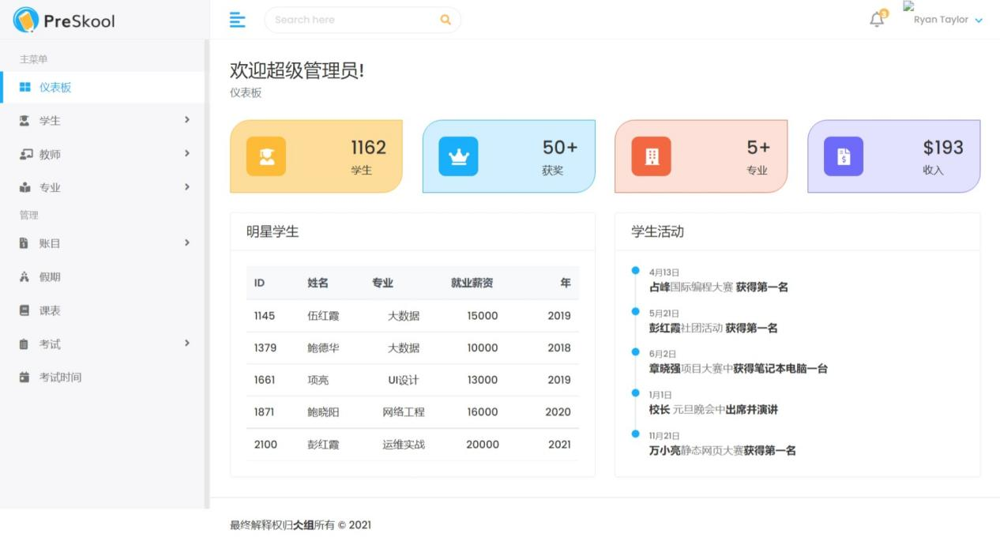 PreSkool
Search here
3
Ryan Taylor
主菜单
仪表板
学生
教师
专业
管理
账目
假期
课表
考试
考试时间
欢迎超级管理员!
仪表板
1162
学生
50+
获奖
5+
专业
$193
收入
明星学生
ID 姓名 专业 就业薪资 年
1145 伍红霞 大数据 15000 2019
1379 鲍德华 大数据 10000 2018
1661 项亮 UI设计 13000 2019
1871 鲍晓阳 网络工程 16000 2020
2100 彭红霞 运维实战 20000 2021
学生活动
4月13日
占峰国际编程大赛 获得第一名
5月21日
彭红霞社团活动 获得第一名
6月2日
章晓强项目大赛中获得笔记本电脑一台
1月1日
校长 元旦晚会中出席并演讲
11月21日
万小亮静态网页大赛获得第一名
最终解释权归仌组所有 © 2021